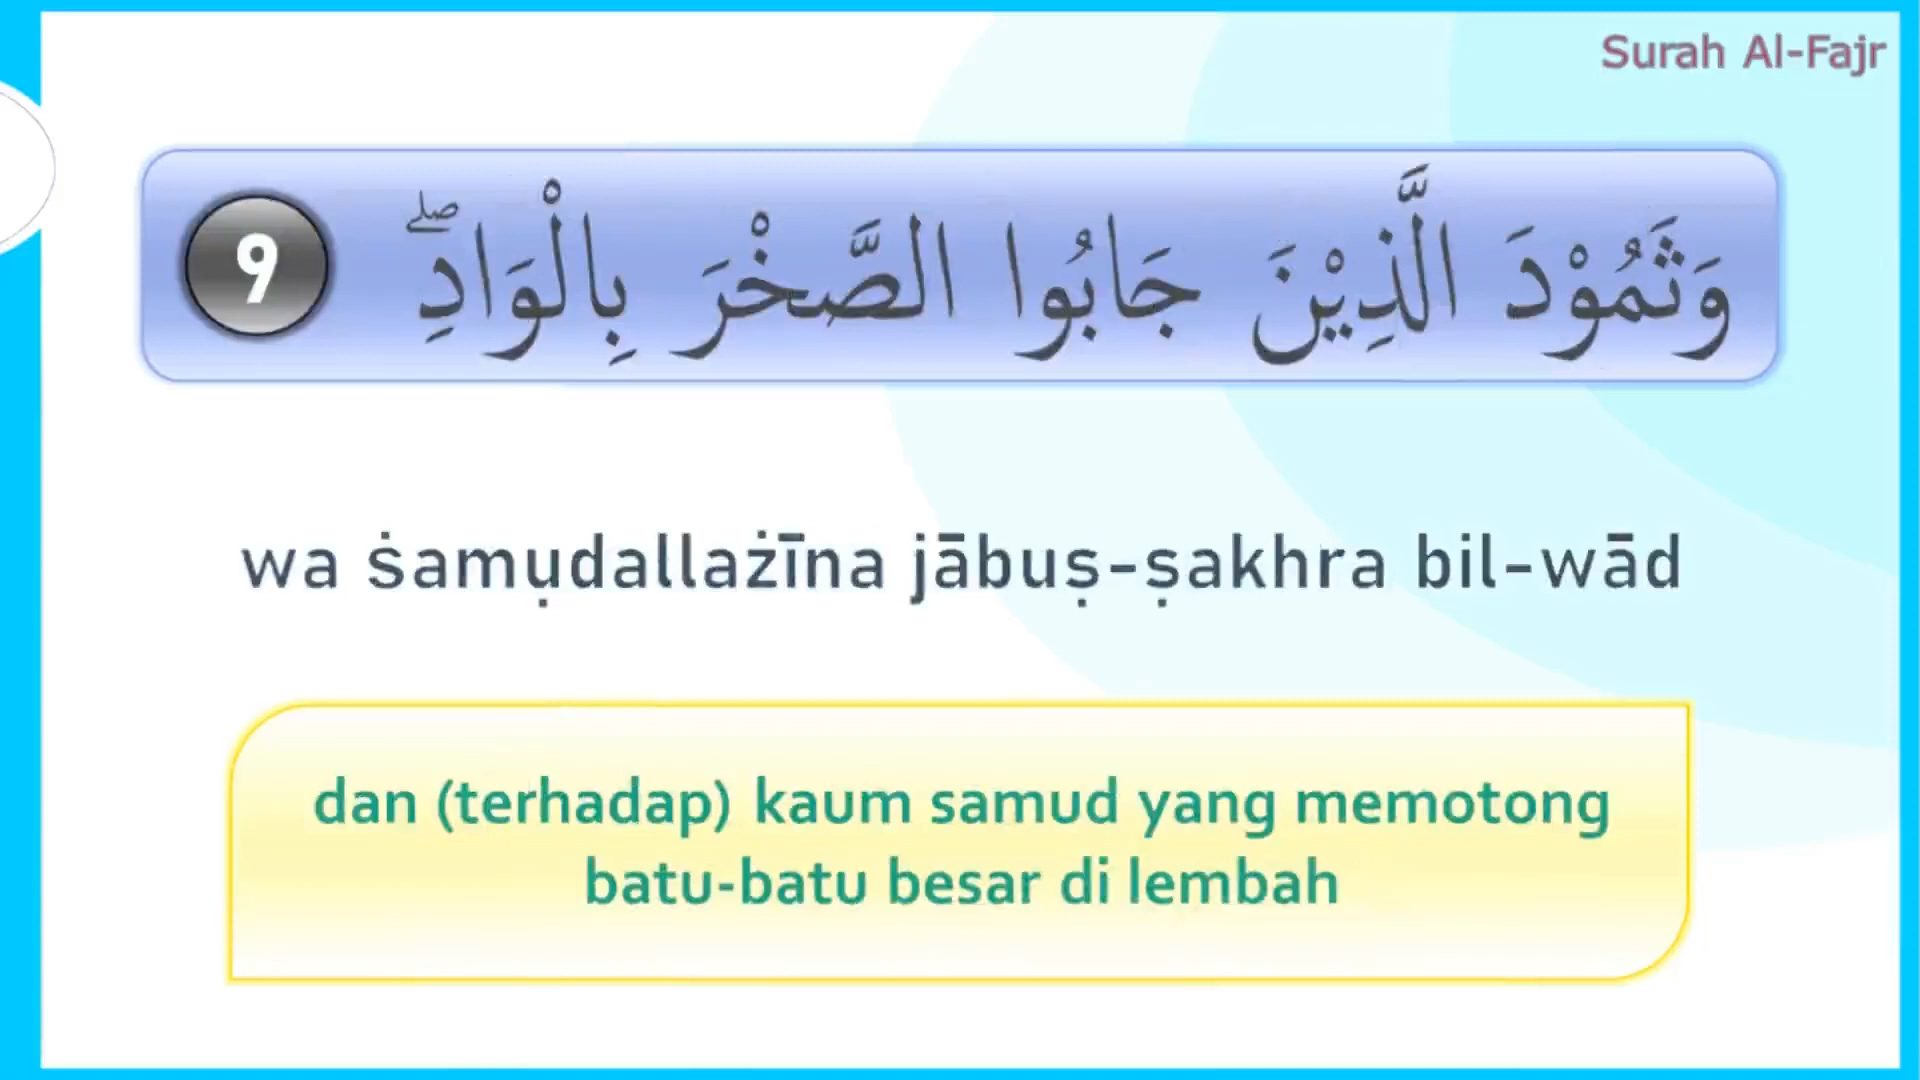 Surah Al-Fajr
وَثَمُوْدَ الَّذِيْنَ جَابُوا الصَّخْرَ بِالْوَادِۖ 9
wa ṡamụdallażīna jābuṣ-ṣakhra bil-wād
dan (terhadap) kaum samud yang memotong
batu-batu besar di lembah